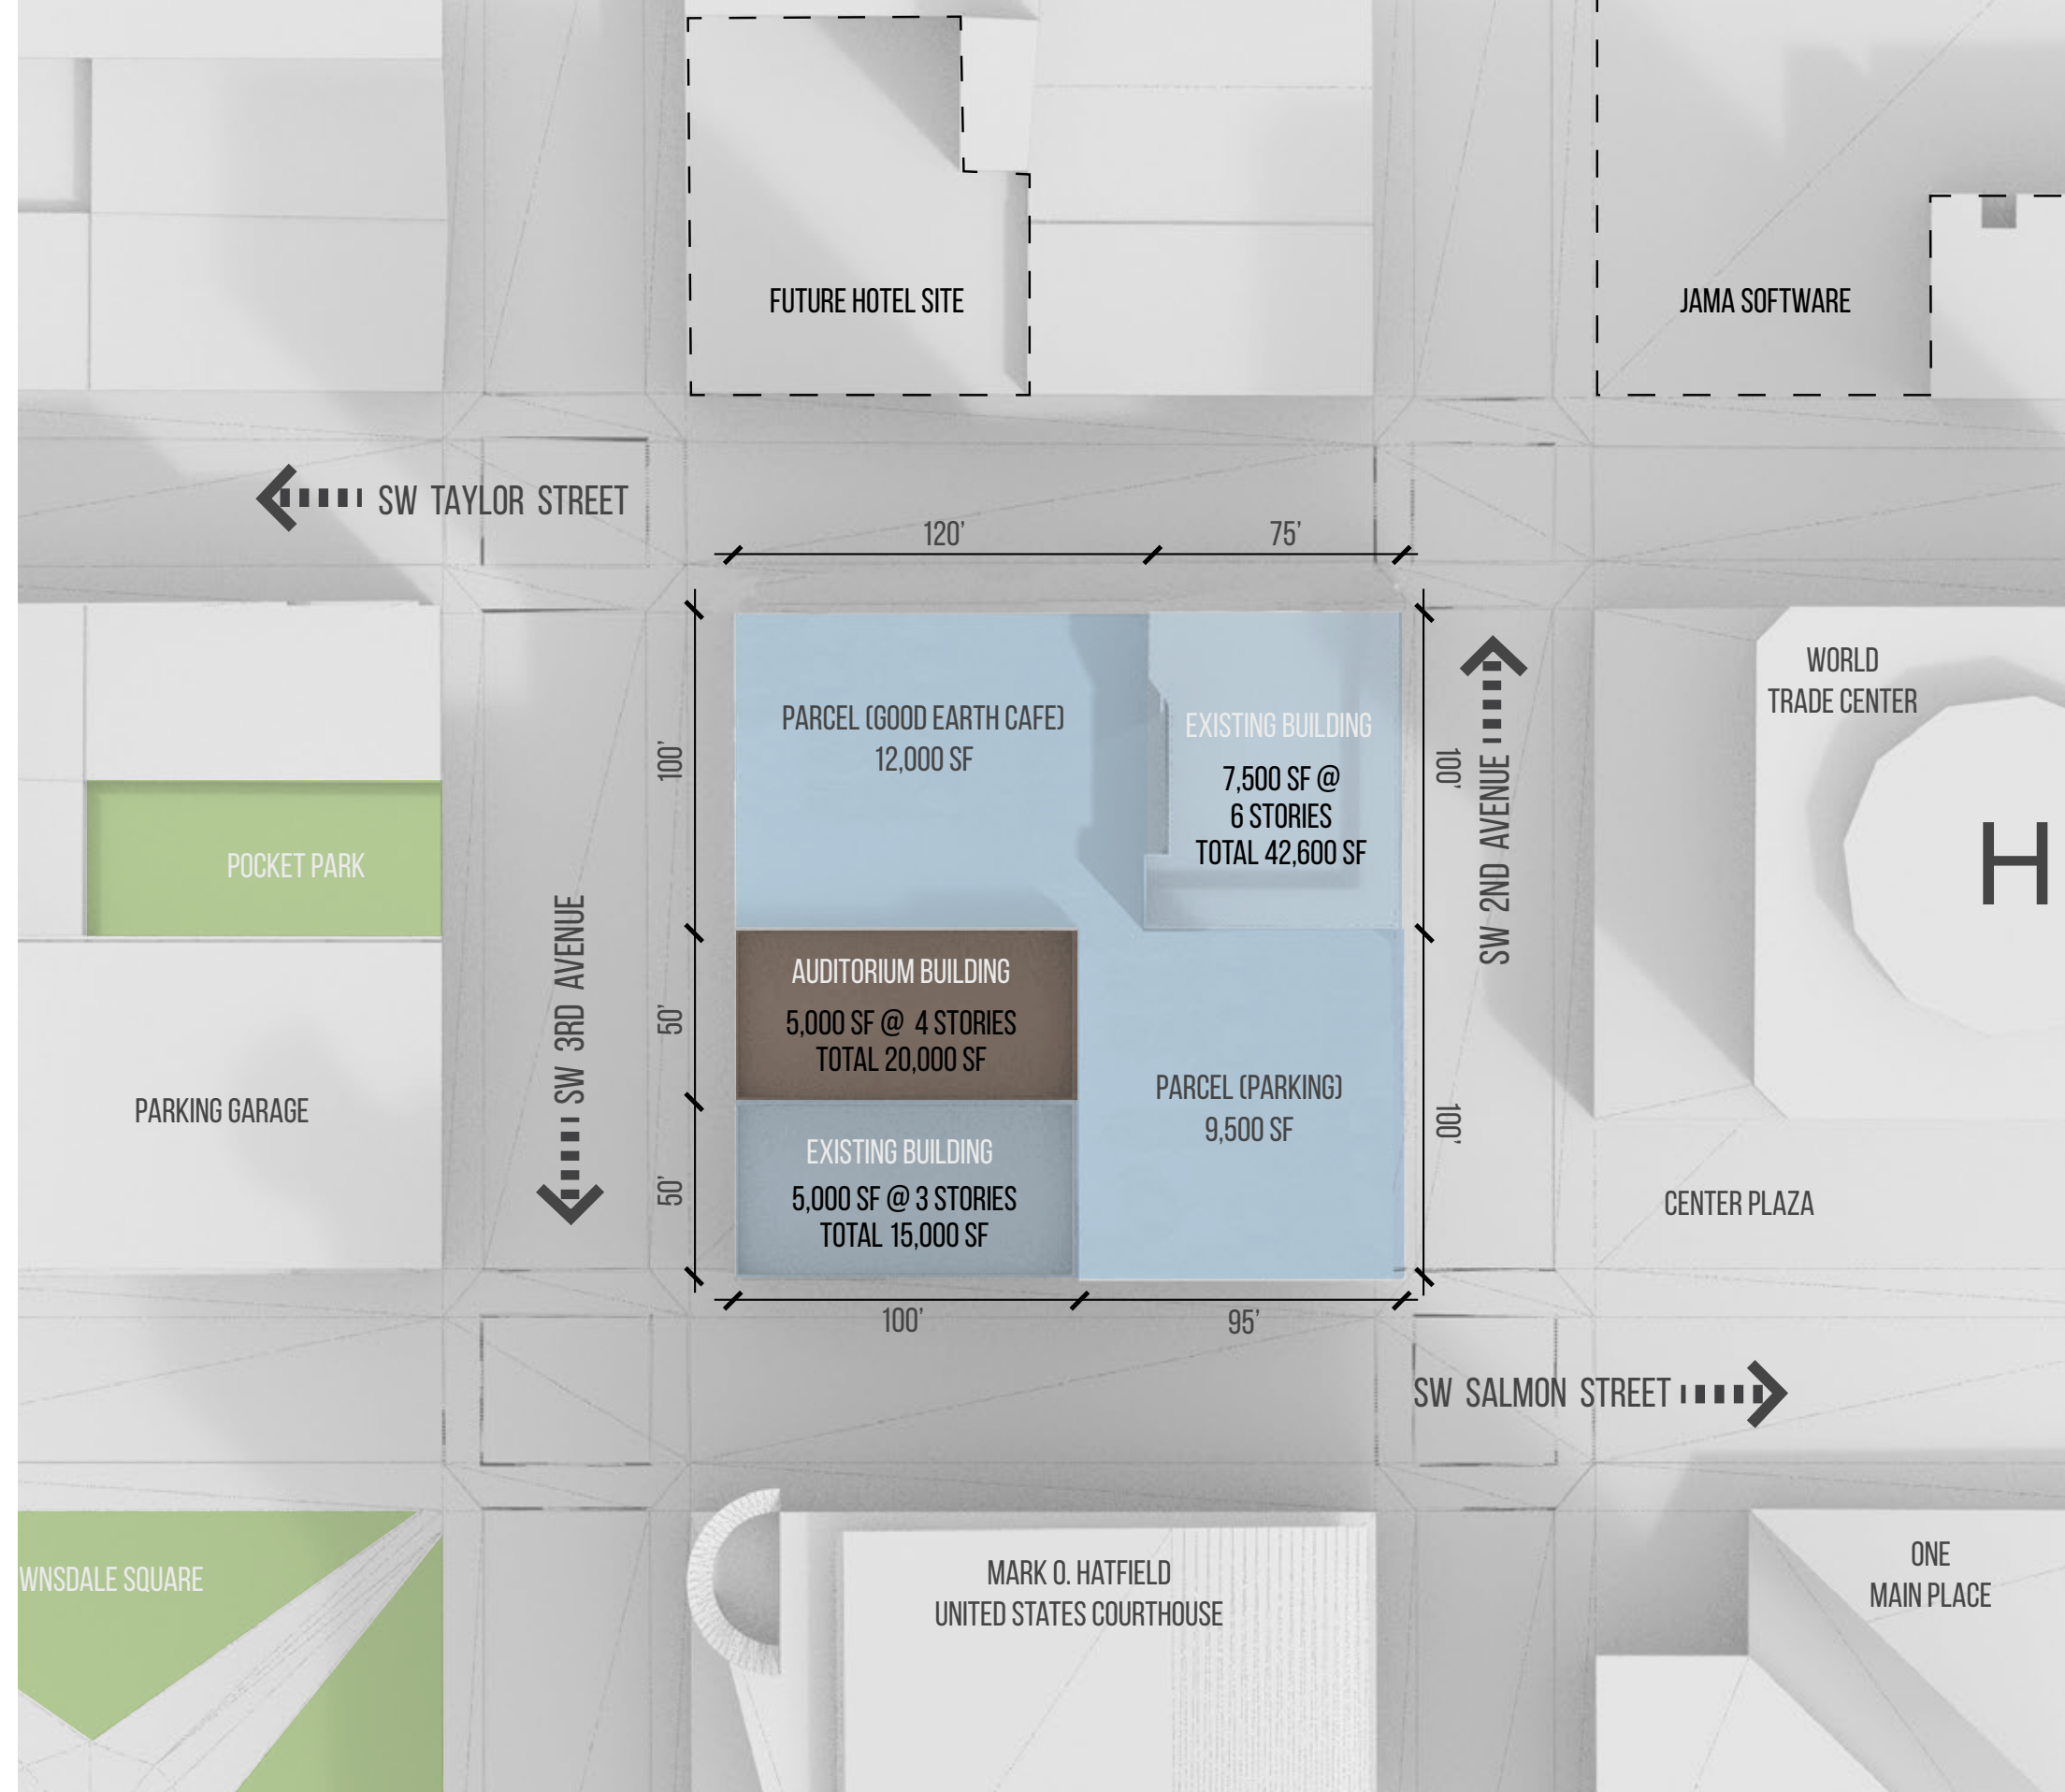 FUTURE HOTEL SITE
JAMA SOFTWARE
SW TAYLOR STREET
120'
75'
WORLD
TRADE CENTER
PARCEL (GOOD EARTH CAFE)
12,000 SF
EXISTING BUILDING
7,500 SF @
6 STORIES
TOTAL 42,600 SF
100'
100'
SW 2ND AVENUE
H
POCKET PARK
SW 3RD AVENUE
AUDITORIUM BUILDING
5,000 SF @ 4 STORIES
TOTAL 20,000 SF
50'
PARKING GARAGE
PARCEL (PARKING)
9,500 SF
100'
EXISTING BUILDING
5,000 SF @ 3 STORIES
TOTAL 15,000 SF
50'
CENTER PLAZA
100'
95'
SW SALMON STREET
WNSDALE SQUARE
MARK O. HATFIELD
UNITED STATES COURTHOUSE
ONE
MAIN PLACE